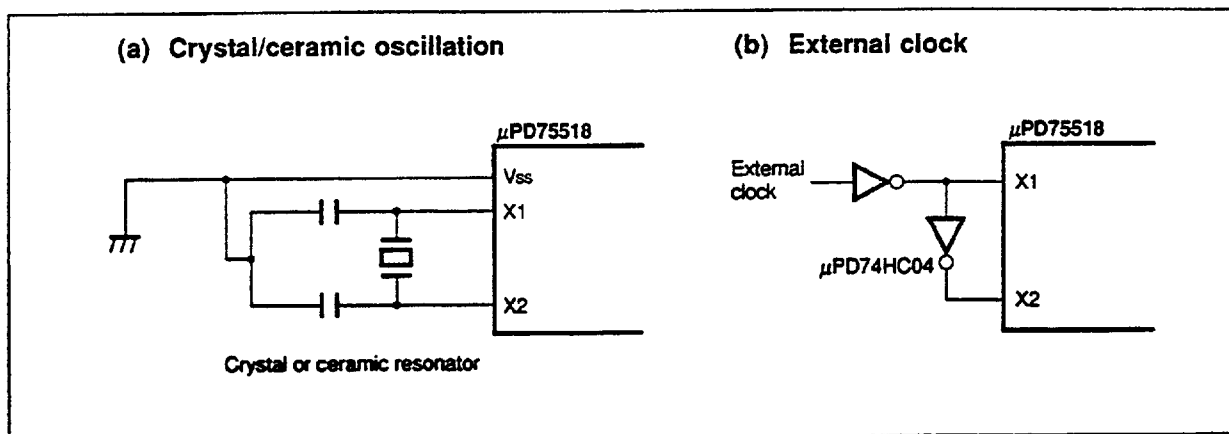 (a) Crystal/ceramic oscillation
μPD75518
Vss
X1
X2
Crystal or ceramic resonator
(b) External clock
μPD75518
External
clock
X1
μPD74HC04
X2